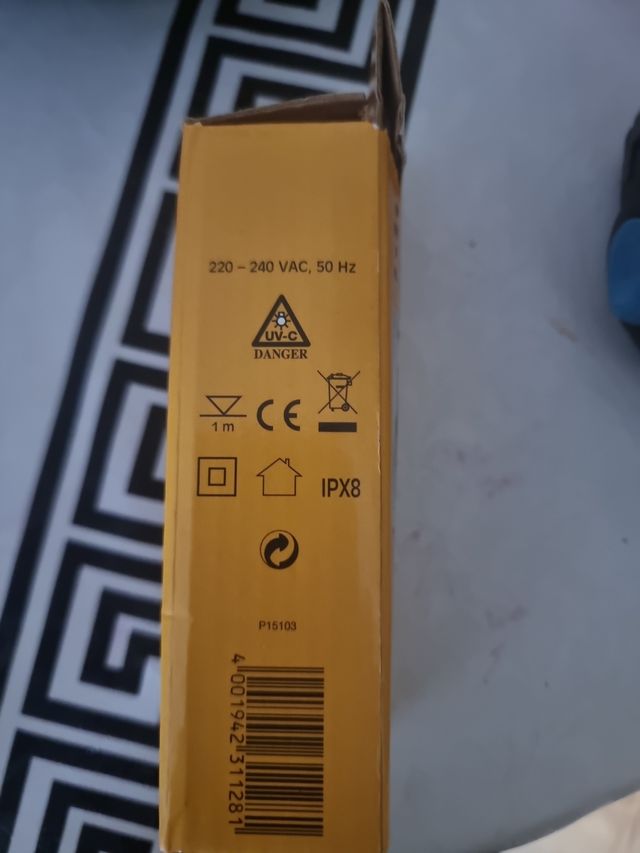 220 – 240 VAC, 50 Hz
UV-C
DANGER
1 m
CE
IPX8
P15103
4 001942 311281